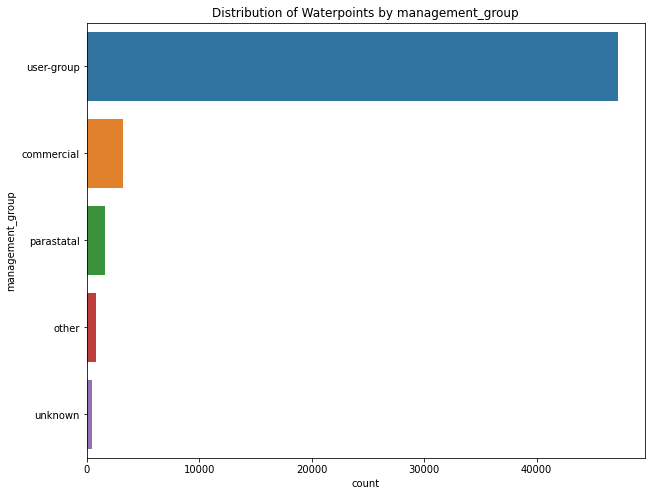 Distribution of Waterpoints by management_group
management_group
user-group
commercial
parastatal
other
unknown
0 10000 20000 30000 40000
count